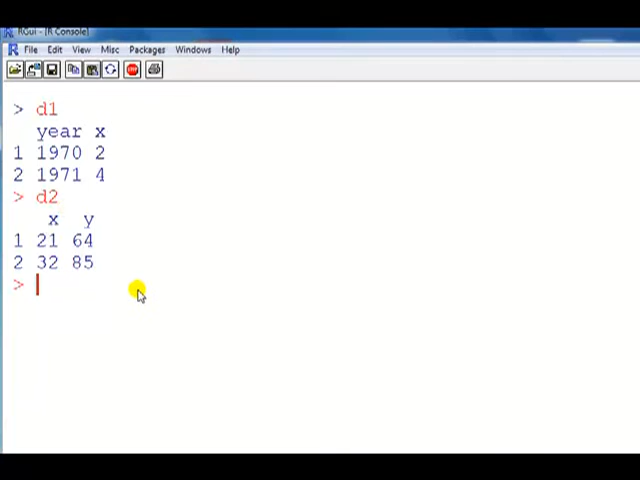 RGui - [R Console]
File Edit View Misc Packages Windows Help
STOP
> d1
year x
1 1970 2
2 1971 4
> d2
x y
1 21 64
2 32 85
>